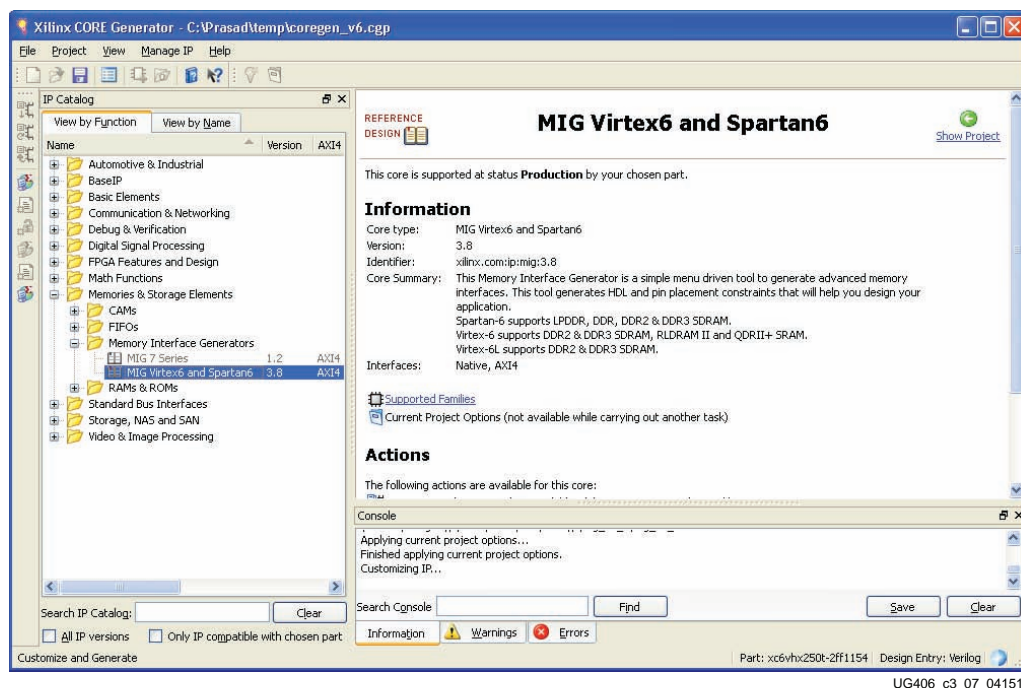 Xilinx CORE Generator - C:\Prasad\temp\coregen_v6.cgp
File Project View Manage IP Help
IP Catalog
View by Function View by Name
Name Version AXI4
Automotive & Industrial
BaseIP
Basic Elements
Communication & Networking
Debug & Verification
Digital Signal Processing
FPGA Features and Design
Math Functions
Memories & Storage Elements
CAMs
FIFOs
Memory Interface Generators
MIG 7 Series 1.2 AXI4
MIG Virtex6 and Spartan6 3.8 AXI4
RAMs & ROMs
Standard Bus Interfaces
Storage, NAS and SAN
Video & Image Processing
Search IP Catalog: Clear
All IP versions Only IP compatible with chosen part
REFERENCE
DESIGN
MIG Virtex6 and Spartan6
Show Project
This core is supported at status Production by your chosen part.
Information
Core type: MIG Virtex6 and Spartan6
Version: 3.8
Identifier: xilinx.com:ip:mig:3.8
Core Summary: This Memory Interface Generator is a simple menu driven tool to generate advanced memory
interfaces. This tool generates HDL and pin placement constraints that will help you design your
application.
Spartan-6 supports LPDDR, DDR, DDR2 & DDR3 SDRAM.
Virtex-6 supports DDR2 & DDR3 SDRAM, RLDRAM II and QDRII+ SRAM.
Virtex-6L supports DDR2 & DDR3 SDRAM.
Interfaces: Native, AXI4
Supported Families
Current Project Options (not available while carrying out another task)
Actions
The following actions are available for this core:
Console
Applying current project options...
Finished applying current project options.
Customizing IP...
Search Console Find Save Clear
Information Warnings Errors
Customize and Generate
Part: xc6vhx250t-2ff1154 Design Entry: Verilog
UG406_c3_07_04151